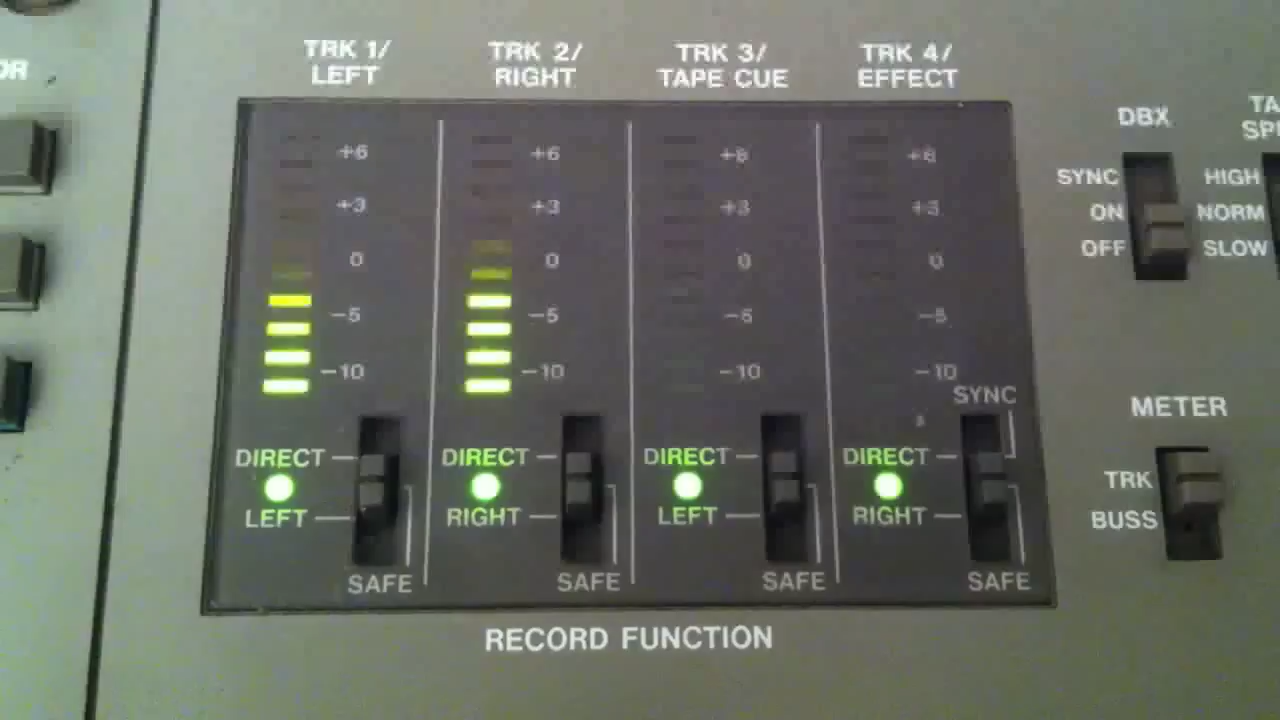 OR
TRK 1/
LEFT
TRK 2/
RIGHT
TRK 3/
TAPE CUE
TRK 4/
EFFECT
+6
+3
0
-5
-10
+6
+3
0
-5
-10
+6
+3
0
-5
-10
+6
+3
0
-5
-10
SYNC
DIRECT
LEFT
SAFE
DIRECT
RIGHT
SAFE
DIRECT
LEFT
SAFE
DIRECT
RIGHT
SAFE
RECORD FUNCTION
DBX
SYNC
ON
OFF
TA
SPE
HIGH
NORM
SLOW
METER
TRK
BUSS